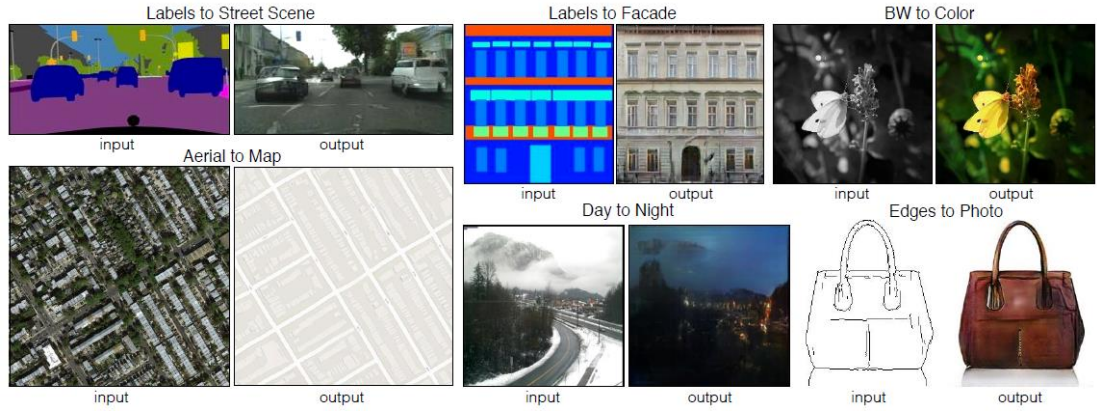 Labels to Street Scene
input
output
Aerial to Map
input
output
Labels to Facade
input
output
BW to Color
input
output
Day to Night
input
output
Edges to Photo
input
output